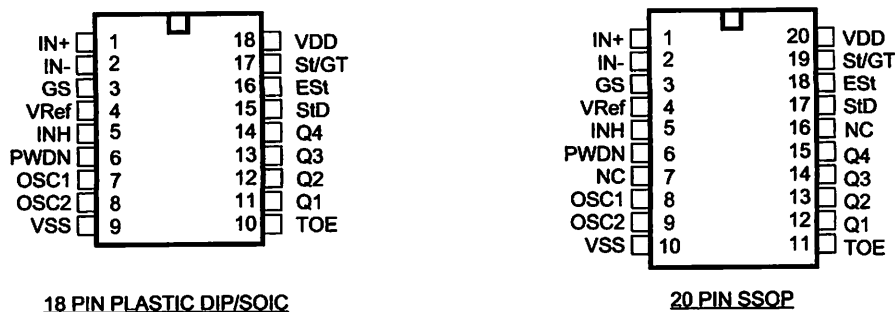 IN+ 1 18 VDD
IN- 2 17 St/GT
GS 3 16 ESt
VRef 4 15 StD
INH 5 14 Q4
PWDN 6 13 Q3
OSC1 7 12 Q2
OSC2 8 11 Q1
VSS 9 10 TOE
18 PIN PLASTIC DIP/SOIC
IN+ 1 20 VDD
IN- 2 19 St/GT
GS 3 18 ESt
VRef 4 17 StD
INH 5 16 NC
PWDN 6 15 Q4
NC 7 14 Q3
OSC1 8 13 Q2
OSC2 9 12 Q1
VSS 10 11 TOE
20 PIN SSOP